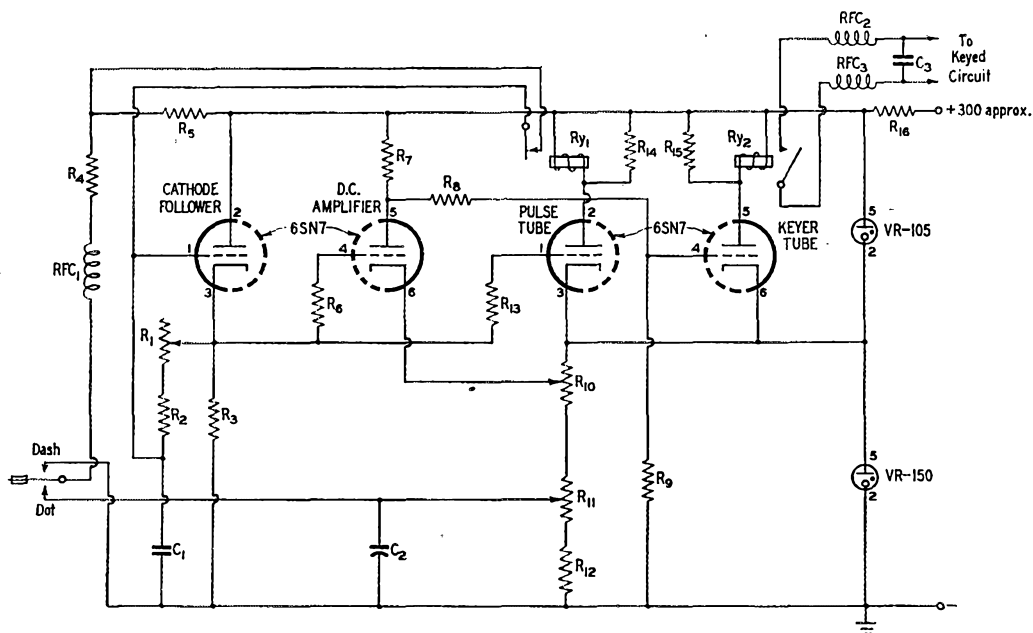 RFC2
To
Keyed
Circuit
C3
RFC3
+300 approx.
R16
R5
Ry1
R14
R15
Ry2
R4
R7
R8
CATHODE
FOLLOWER
D.C.
AMPLIFIER
PULSE
TUBE
KEYER
TUBE
2
5
2
5
5
VR-105
2
6SN7
6SN7
1
4
1
4
3
6
3
6
RFC1
R6
R13
R1
R10
R2
R3
Dash
Dot
R9
R11
5
VR-150
2
C1
C2
R12
–